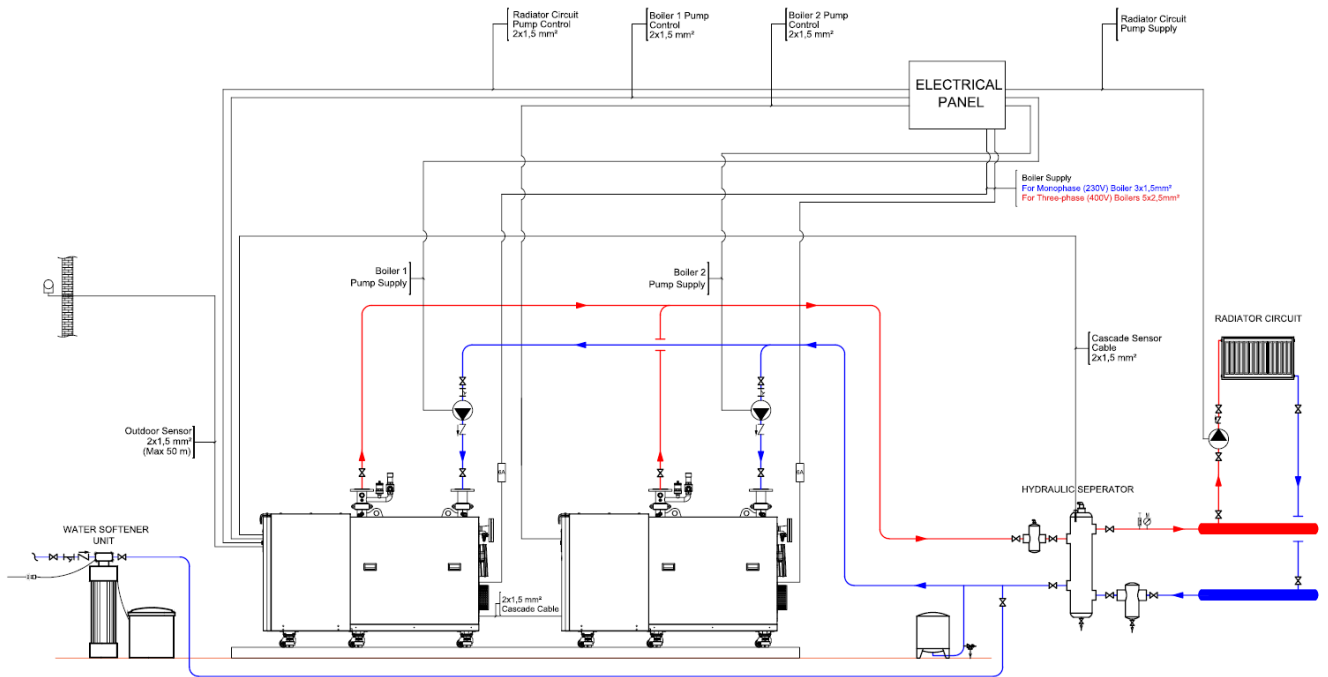 Radiator Circuit
Pump Control
2x1,5 mm²
Boiler 1 Pump
Control
2x1,5 mm²
Boiler 2 Pump
Control
2x1,5 mm²
Radiator Circuit
Pump Supply
ELECTRICAL
PANEL
Boiler Supply
For Monophase (230V) Boiler 3x1,5mm²
For Three-phase (400V) Boilers 5x2,5mm²
Boiler 1
Pump Supply
Boiler 2
Pump Supply
RADIATOR CIRCUIT
Cascade Sensor
Cable
2x1,5 mm²
Outdoor Sensor
2x1,5 mm²
(Max 50 m)
6A
6A
HYDRAULIC SEPERATOR
WATER SOFTENER
UNIT
2x1,5 mm²
Cascade Cable